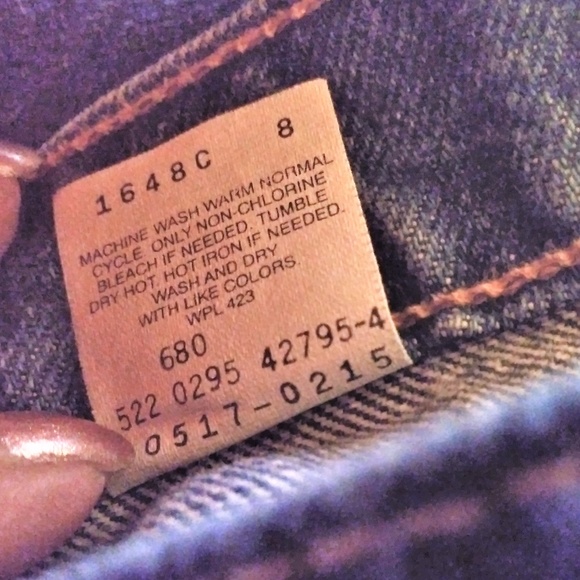 1648C 8
MACHINE WASH WARM NORMAL
CYCLE. ONLY NON-CHLORINE
BLEACH IF NEEDED. TUMBLE
DRY HOT. HOT IRON IF NEEDED.
WASH AND DRY
WITH LIKE COLORS.
WPL 423
680
522 0295 42795-4
0517-0215